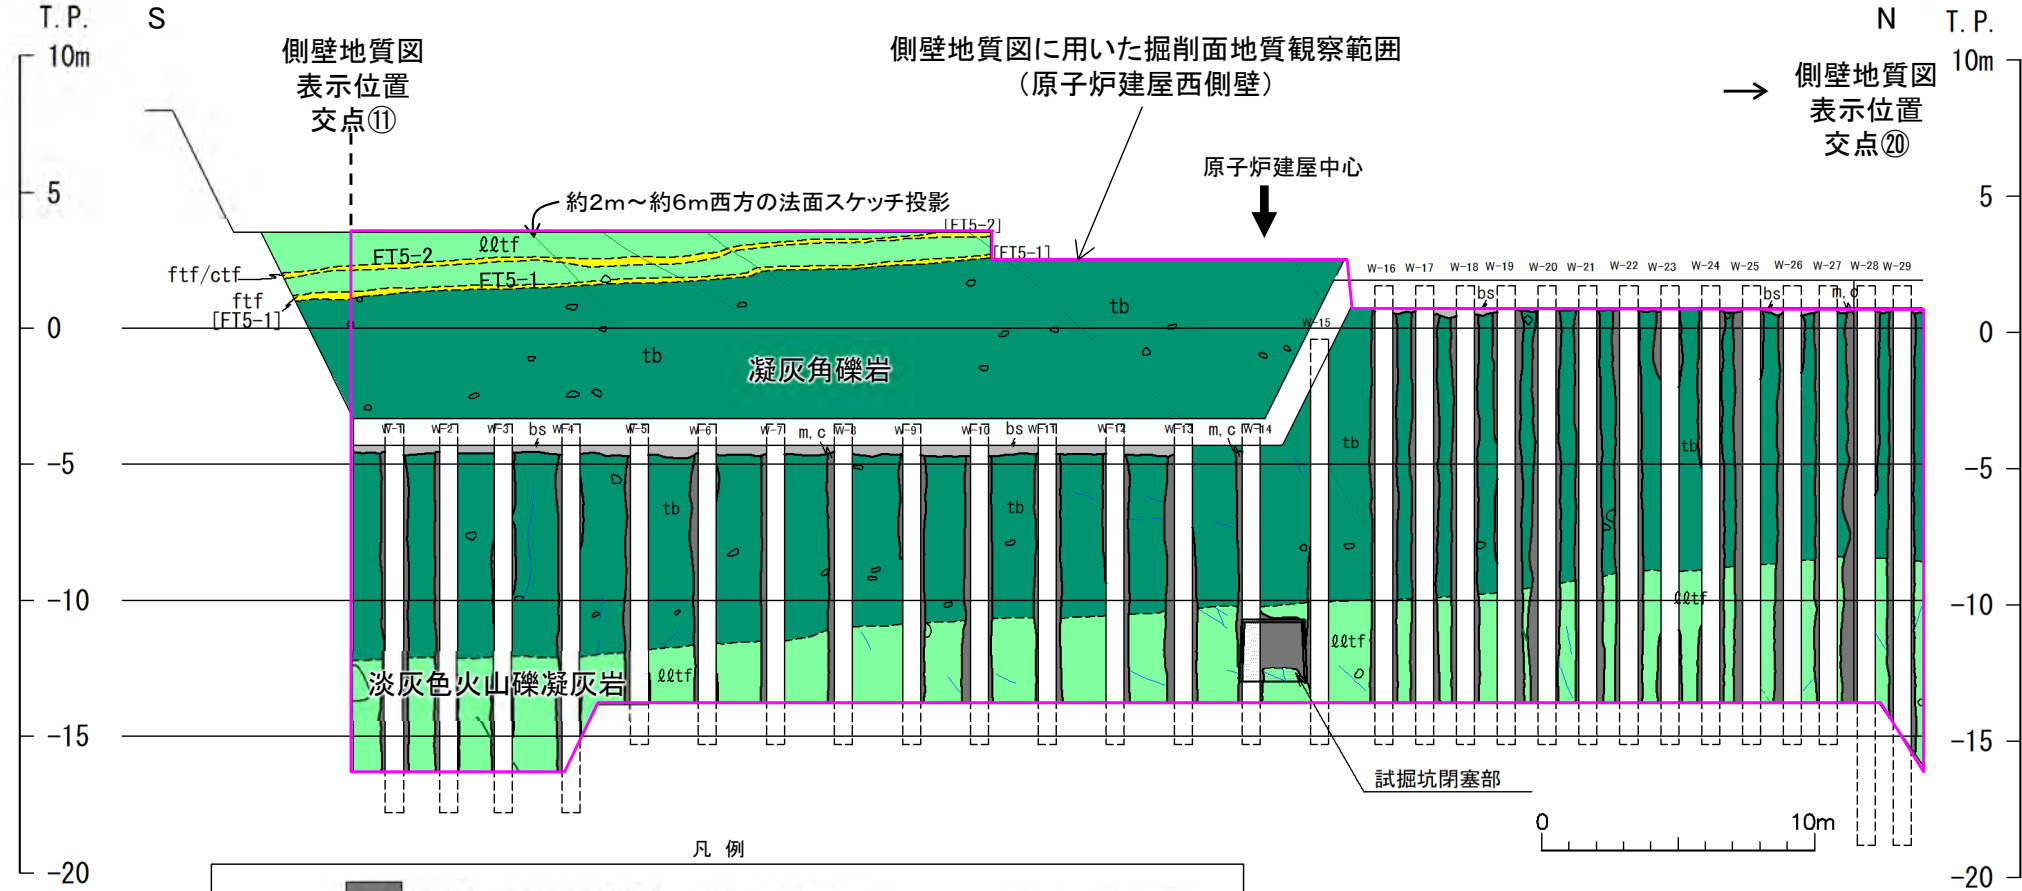 T.P.
S
N
T.P.
10m
5
0
-5
-10
-15
-20
10m
5
0
-5
-10
-15
-20
側壁地質図
表示位置
交点⑪
側壁地質図に用いた掘削面地質観察範囲
（原子炉建屋西側壁）
→ 側壁地質図
表示位置
交点⑳
原子炉建屋中心
約2m～約6m西方の法面スケッチ投影
[FT5-2]
[FT5-1]
ℓℓtf
FT5-2
FT5-1
ftf/ctf
ftf
[FT5-1]
tb
tb
凝灰角礫岩
W-15
W-16 W-17 W-18 W-19 W-20 W-21 W-22 W-23 W-24 W-25 W-26 W-27 W-28 W-29
bs
bs
m,c
W-1 W-2 W-3 bs W-4 W-5 W-6 W-7 m,c W-8 W-9 W-10 bs W-11 W-12 W-13 m,c W-14
tb
tb
tb
tb
ℓℓtf
ℓℓtf
ℓℓtf
淡灰色火山礫凝灰岩
試掘坑閉塞部
0 10m
凡 例